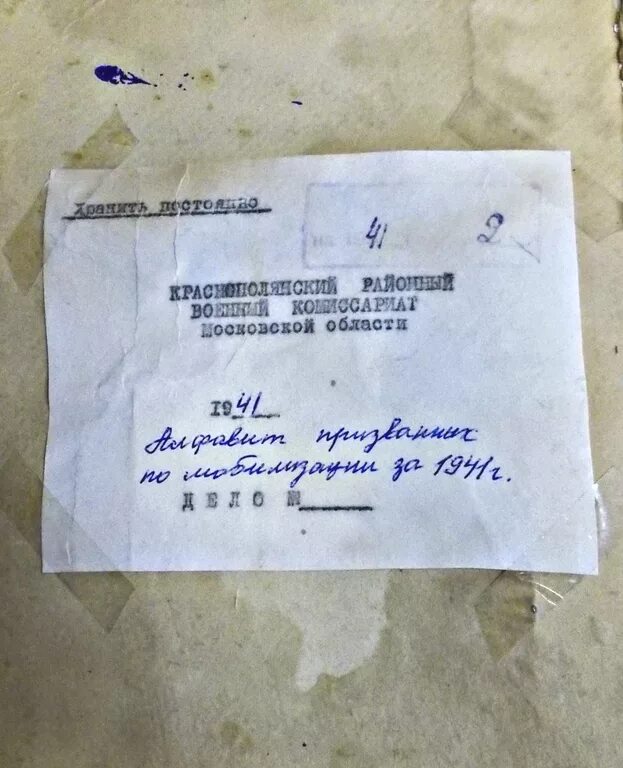 Хранить постоянно
41 2
КРАСНОПОЛЯНСКИЙ РАЙОННЫЙ
ВОЕННЫЙ КОМИССАРИАТ
Московской области
1941
Алфавит призванных
по мобилизации за 1941г.
ДЕЛО №